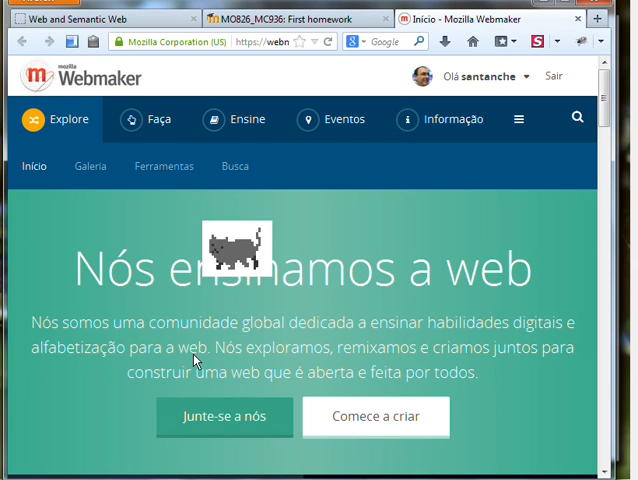 Web and Semantic Web
MO826_MC936: First homework
Início - Mozilla Webmaker
Mozilla Corporation (US)
https://webn
Google
mozilla
Webmaker
Olá santanche
Sair
Explore
Faça
Ensine
Eventos
Informação
Início
Galeria
Ferramentas
Busca
Nós ensinamos a web
Nós somos uma comunidade global dedicada a ensinar habilidades digitais e
alfabetização para a web. Nós exploramos, remixamos e criamos juntos para
construir uma web que é aberta e feita por todos.
Junte-se a nós
Comece a criar